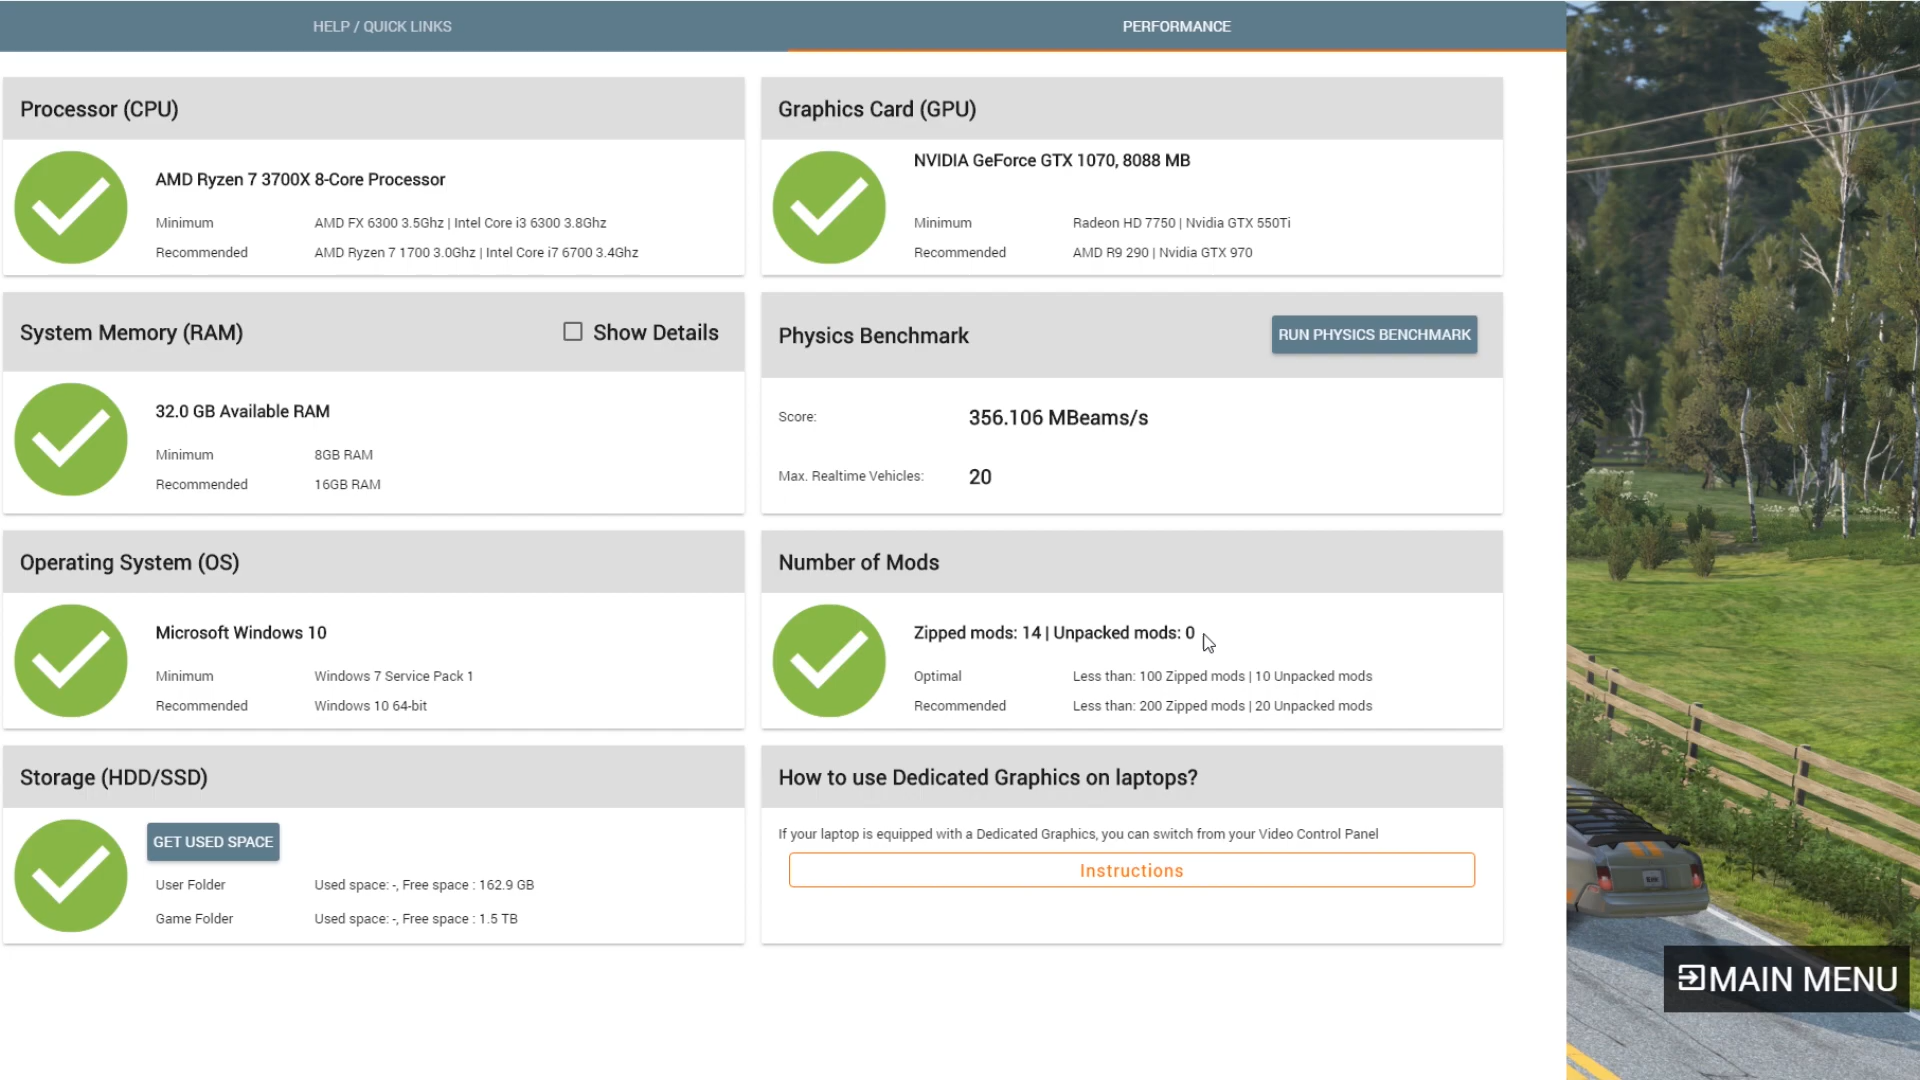 HELP / QUICK LINKS
PERFORMANCE
Processor (CPU)
AMD Ryzen 7 3700X 8-Core Processor
Minimum AMD FX 6300 3.5Ghz | Intel Core i3 6300 3.8Ghz
Recommended AMD Ryzen 7 1700 3.0Ghz | Intel Core i7 6700 3.4Ghz
Graphics Card (GPU)
NVIDIA GeForce GTX 1070, 8088 MB
Minimum Radeon HD 7750 | Nvidia GTX 550Ti
Recommended AMD R9 290 | Nvidia GTX 970
System Memory (RAM) Show Details
32.0 GB Available RAM
Minimum 8GB RAM
Recommended 16GB RAM
Physics Benchmark RUN PHYSICS BENCHMARK
Score: 356.106 MBeams/s
Max. Realtime Vehicles: 20
Operating System (OS)
Microsoft Windows 10
Minimum Windows 7 Service Pack 1
Recommended Windows 10 64-bit
Number of Mods
Zipped mods: 14 | Unpacked mods: 0
Optimal Less than: 100 Zipped mods | 10 Unpacked mods
Recommended Less than: 200 Zipped mods | 20 Unpacked mods
Storage (HDD/SSD)
GET USED SPACE
User Folder Used space: -, Free space : 162.9 GB
Game Folder Used space: -, Free space : 1.5 TB
How to use Dedicated Graphics on laptops?
If your laptop is equipped with a Dedicated Graphics, you can switch from your Video Control Panel
Instructions
MAIN MENU